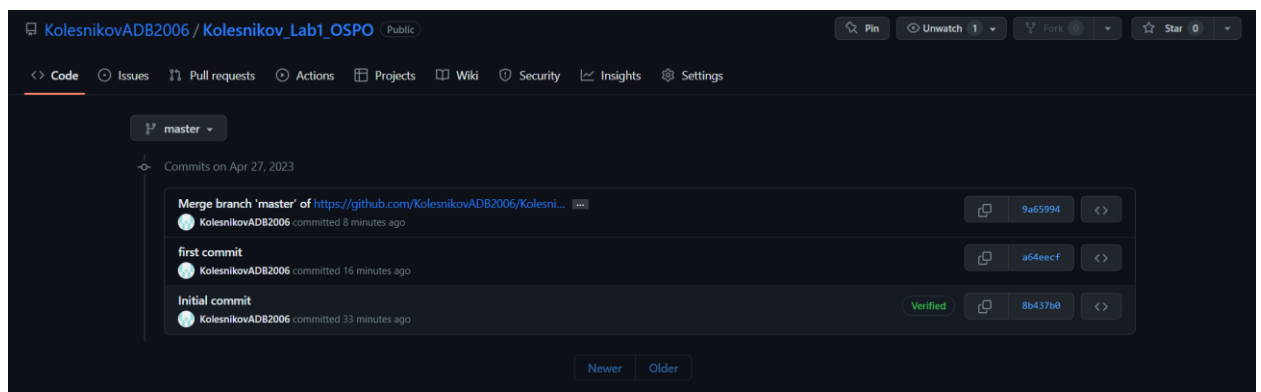 KolesnikovADB2006 / Kolesnikov_Lab1_OSPO Public
Pin Unwatch 1 Fork 0 Star 0
Code Issues Pull requests Actions Projects Wiki Security Insights Settings
master
Commits on Apr 27, 2023
Merge branch 'master' of https://github.com/KolesnikovADB2006/Kolesni... ...
9a65994
KolesnikovADB2006 committed 8 minutes ago
first commit
a64eecf
KolesnikovADB2006 committed 16 minutes ago
Initial commit
Verified 8b437b0
KolesnikovADB2006 committed 33 minutes ago
Newer Older